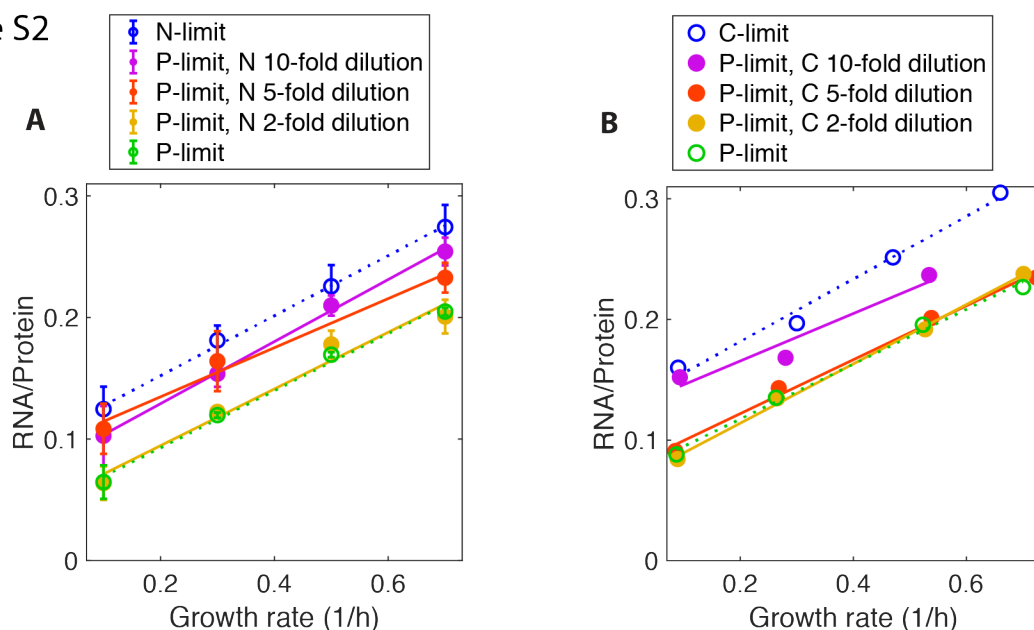 e S2
A
N-limit
P-limit, N 10-fold dilution
P-limit, N 5-fold dilution
P-limit, N 2-fold dilution
P-limit
0.3
0.2
0.1
0
RNA/Protein
0.2
0.4
0.6
Growth rate (1/h)
B
C-limit
P-limit, C 10-fold dilution
P-limit, C 5-fold dilution
P-limit, C 2-fold dilution
P-limit
0.3
0.2
0.1
0
RNA/Protein
0.2
0.4
0.6
Growth rate (1/h)